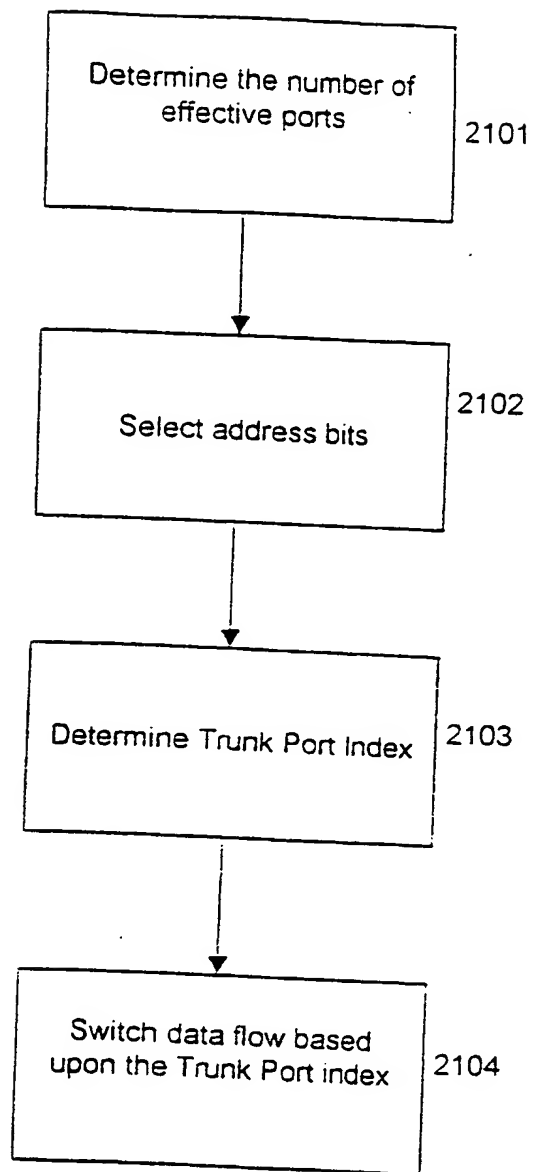 Determine the number of
effective ports
2101
Select address bits
2102
Determine Trunk Port Index
2103
Switch data flow based
upon the Trunk Port index
2104